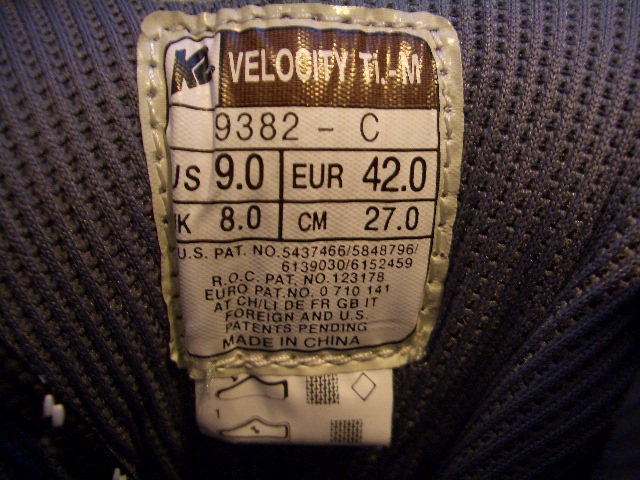 K2 VELOCITY Ti.-M
9382 - C
US 9.0 EUR 42.0
UK 8.0 CM 27.0
U.S. PAT. NO.5437466/5848796/
6139030/6152459
R.O.C. PAT. NO.123178
EURO PAT.NO. 0 710 141
AT CH/LI DE FR GB IT
FOREIGN AND U.S.
PATENTS PENDING
MADE IN CHINA
1